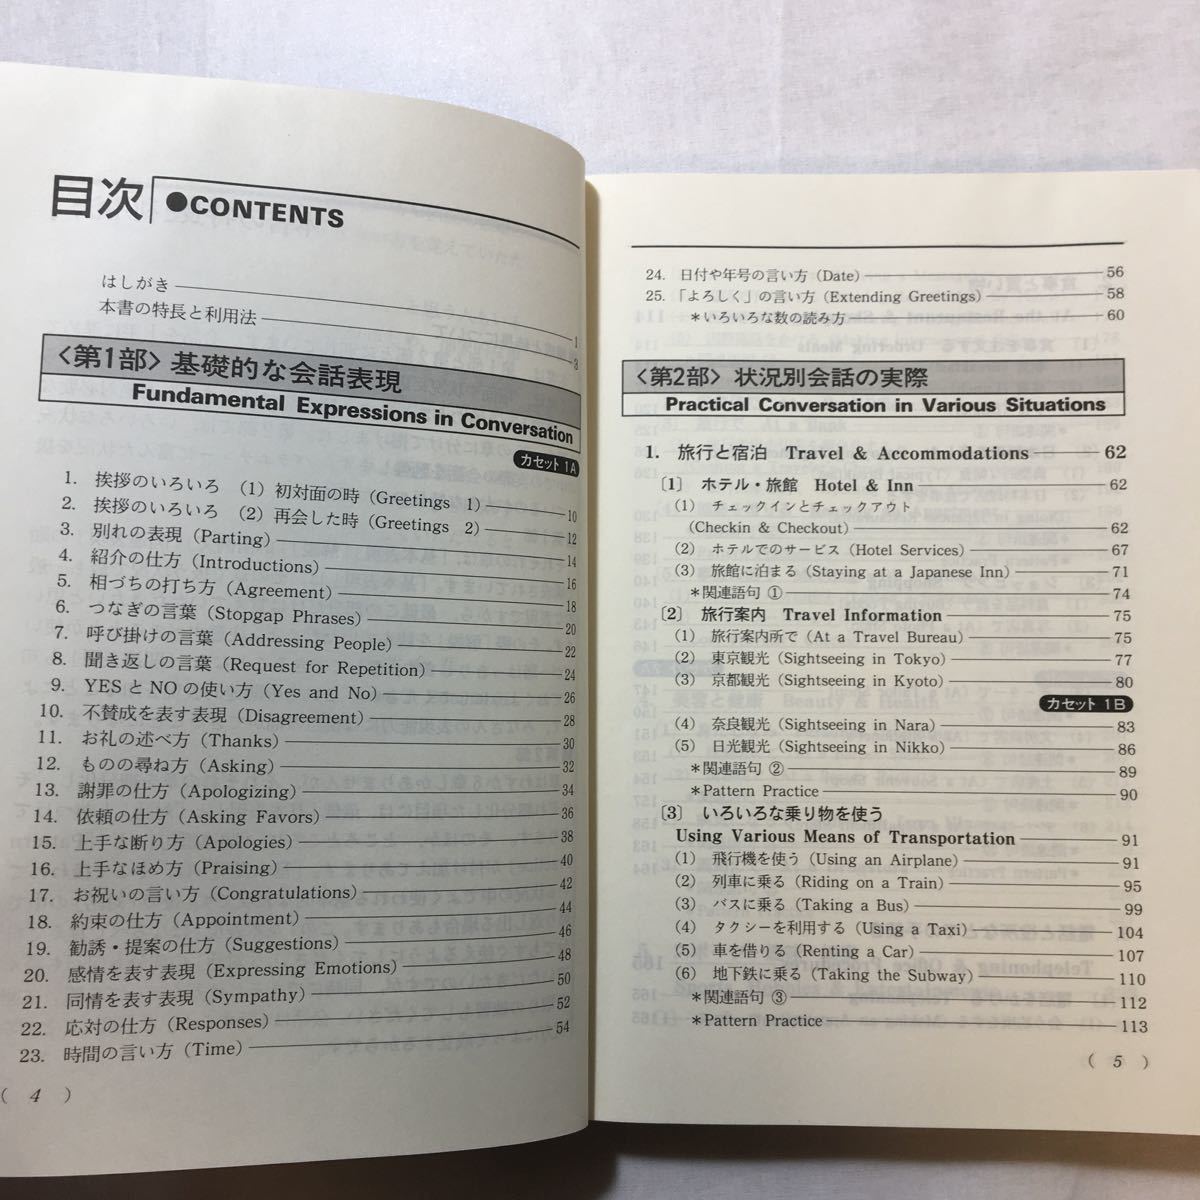 目次 ●CONTENTS
はしがき 1
本書の特長と利用法 3
〈第1部〉基礎的な会話表現
Fundamental Expressions in Conversation
カセット 1A
1. 挨拶のいろいろ (1) 初対面の時 (Greetings 1) 10
2. 挨拶のいろいろ (2) 再会した時 (Greetings 2) 12
3. 別れの表現 (Parting) 14
4. 紹介の仕方 (Introductions) 16
5. 相づちの打ち方 (Agreement) 18
6. つなぎの言葉 (Stopgap Phrases) 20
7. 呼び掛けの言葉 (Addressing People) 22
8. 聞き返しの言葉 (Request for Repetition) 24
9. YES と NO の使い方 (Yes and No) 26
10. 不賛成を表す表現 (Disagreement) 28
11. お礼の述べ方 (Thanks) 30
12. ものの尋ね方 (Asking) 32
13. 謝罪の仕方 (Apologizing) 34
14. 依頼の仕方 (Asking Favors) 36
15. 上手な断り方 (Apologies) 38
16. 上手なほめ方 (Praising) 40
17. お祝いの言い方 (Congratulations) 42
18. 約束の仕方 (Appointment) 44
19. 勧誘・提案の仕方 (Suggestions) 46
20. 感情を表す表現 (Expressing Emotions) 48
21. 同情を表す表現 (Sympathy) 50
22. 応対の仕方 (Responses) 52
23. 時間の言い方 (Time) 54
( 4 )
24. 日付や年号の言い方 (Date) 56
25. 「よろしく」の言い方 (Extending Greetings) 58
＊いろいろな数の読み方 60
〈第2部〉状況別会話の実際
Practical Conversation in Various Situations
1. 旅行と宿泊 Travel & Accommodations 62
〔1〕 ホテル・旅館 Hotel & Inn 62
(1) チェックインとチェックアウト
(Checkin & Checkout) 62
(2) ホテルでのサービス (Hotel Services) 67
(3) 旅館に泊まる (Staying at a Japanese Inn) 71
＊関連語句 ① 74
〔2〕 旅行案内 Travel Information 75
(1) 旅行案内所で (At a Travel Bureau) 75
(2) 東京観光 (Sightseeing in Tokyo) 77
(3) 京都観光 (Sightseeing in Kyoto) 80
カセット 1B
(4) 奈良観光 (Sightseeing in Nara) 83
(5) 日光観光 (Sightseeing in Nikko) 86
＊関連語句 ② 89
＊Pattern Practice 90
〔3〕 いろいろな乗り物を使う
Using Various Means of Transportation 91
(1) 飛行機を使う (Using an Airplane) 91
(2) 列車に乗る (Riding on a Train) 95
(3) バスに乗る (Taking a Bus) 99
(4) タクシーを利用する (Using a Taxi) 104
(5) 車を借りる (Renting a Car) 107
(6) 地下鉄に乗る (Taking the Subway) 110
＊関連語句 ③ 112
＊Pattern Practice 113
( 5 )